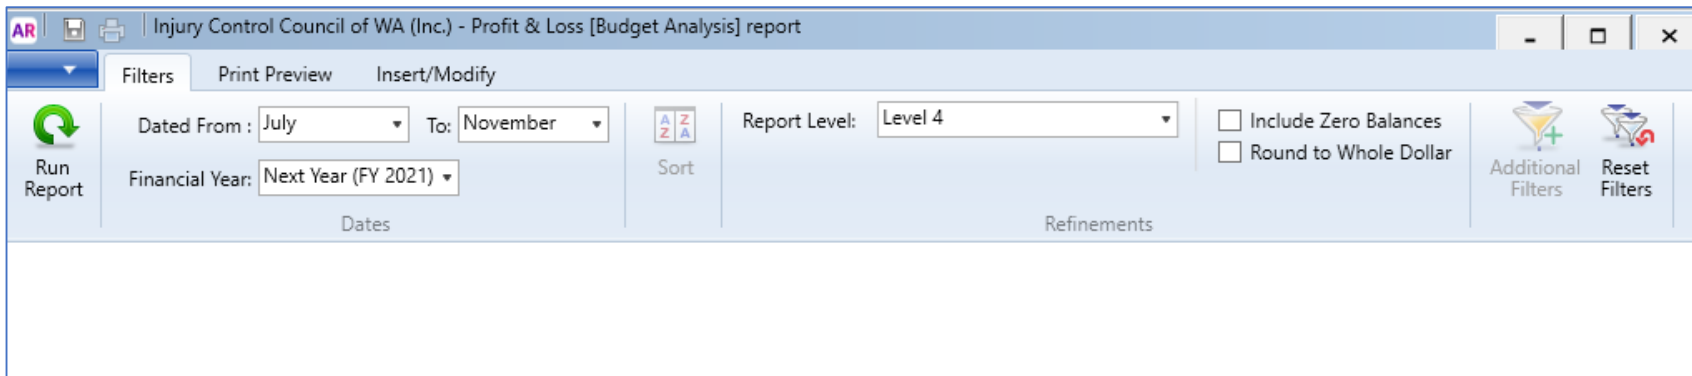 AR Injury Control Council of WA (Inc.) - Profit & Loss [Budget Analysis] report
Filters Print Preview Insert/Modify
Run Report
Dated From : July To: November
Financial Year: Next Year (FY 2021)
Dates
A Z
Z A
Sort
Report Level: Level 4
Include Zero Balances
Round to Whole Dollar
Refinements
Additional Filters
Reset Filters